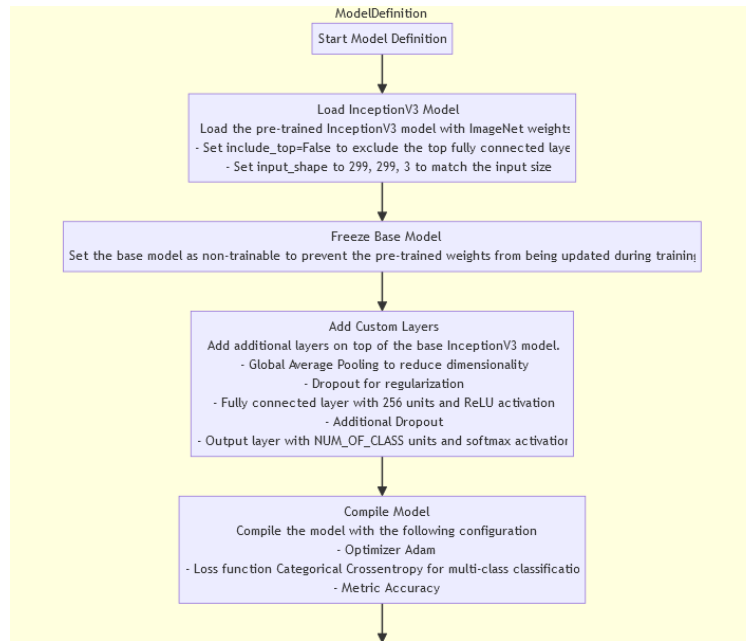 ModelDefinition
Start Model Definition
Load InceptionV3 Model
Load the pre-trained InceptionV3 model with ImageNet weights
- Set include_top=False to exclude the top fully connected laye
- Set input_shape to 299, 299, 3 to match the input size
Freeze Base Model
Set the base model as non-trainable to prevent the pre-trained weights from being updated during training
Add Custom Layers
Add additional layers on top of the base InceptionV3 model.
- Global Average Pooling to reduce dimensionality
- Dropout for regularization
- Fully connected layer with 256 units and ReLU activation
- Additional Dropout
- Output layer with NUM_OF_CLASS units and softmax activation
Compile Model
Compile the model with the following configuration
- Optimizer Adam
- Loss function Categorical Crossentropy for multi-class classificatio
- Metric Accuracy